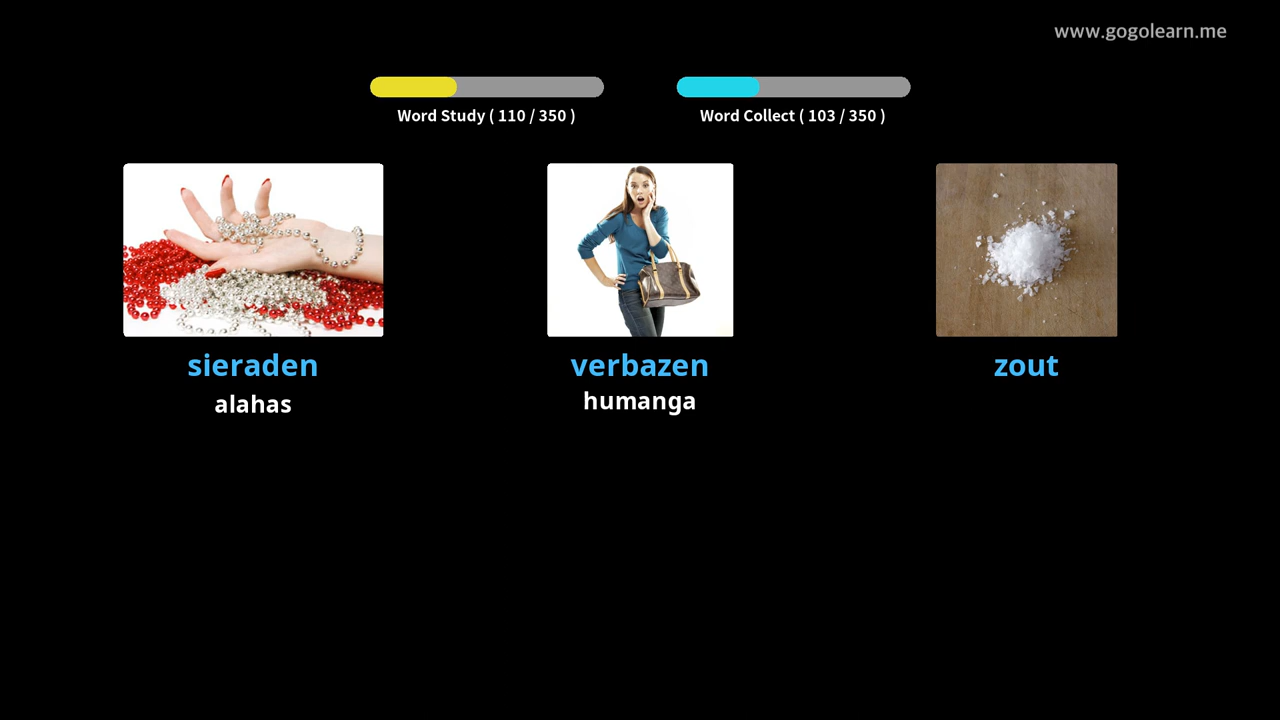 www.gogolearn.me
Word Study ( 110 / 350 )
Word Collect ( 103 / 350 )
sieraden
verbazen
zout
alahas
humanga